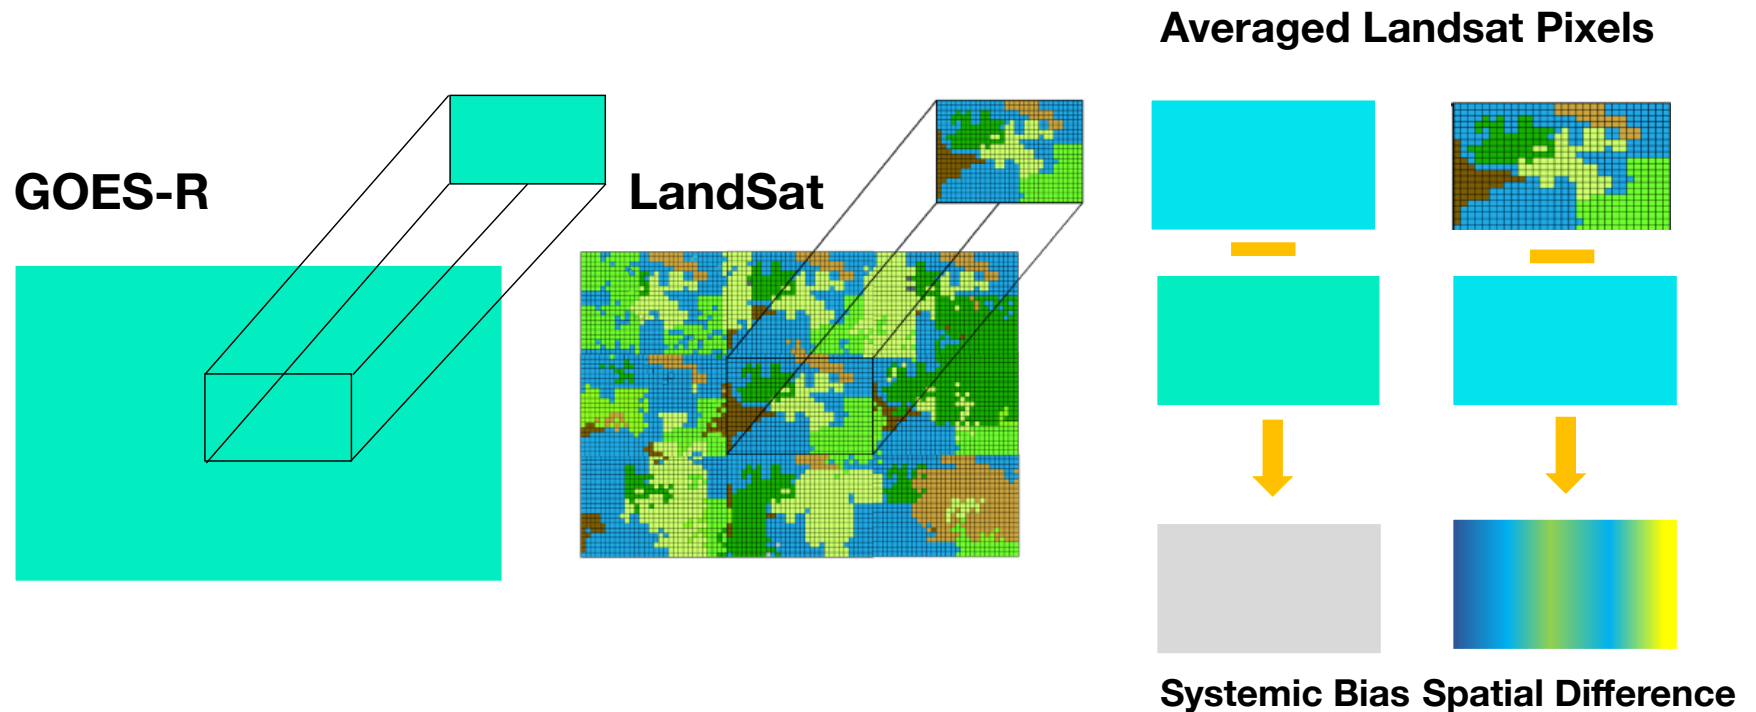 Averaged Landsat Pixels
GOES-R
LandSat
Systemic Bias
Spatial Difference